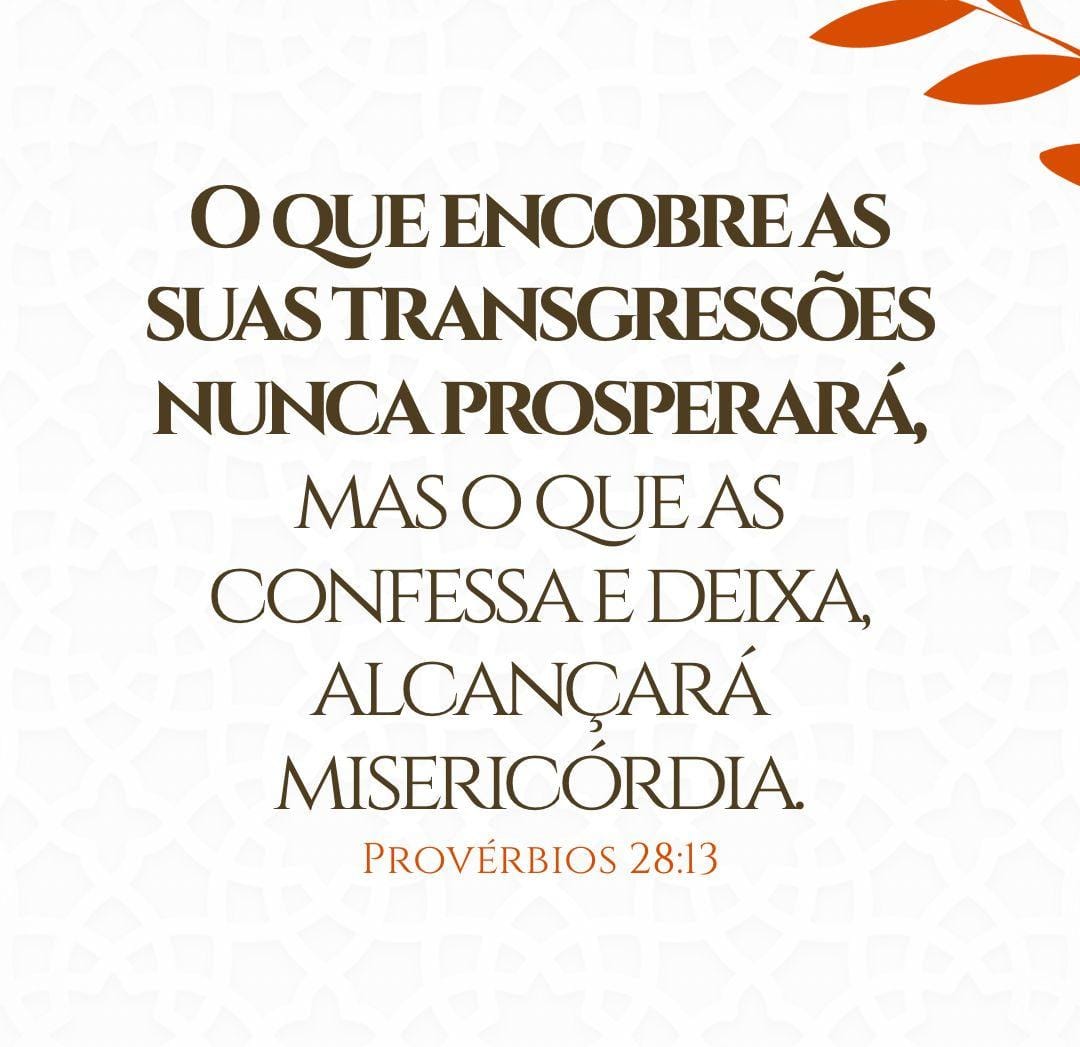 O QUE ENCOBRE AS
SUAS TRANSGRESSÕES
NUNCA PROSPERARÁ,
MAS O QUE AS
CONFESSA E DEIXA,
ALCANÇARÁ
MISERICÓRDIA.
PROVÉRBIOS 28:13